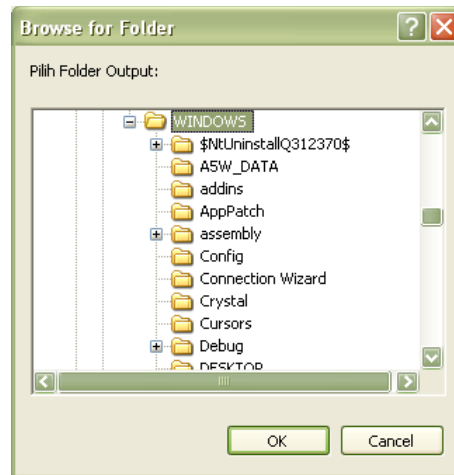 Browse for Folder
Pilih Folder Output:
WINDOWS
$NtUninstallQ312370$
A5W_DATA
addins
AppPatch
assembly
Config
Connection Wizard
Crystal
Cursors
Debug
DESKTOP
OK Cancel